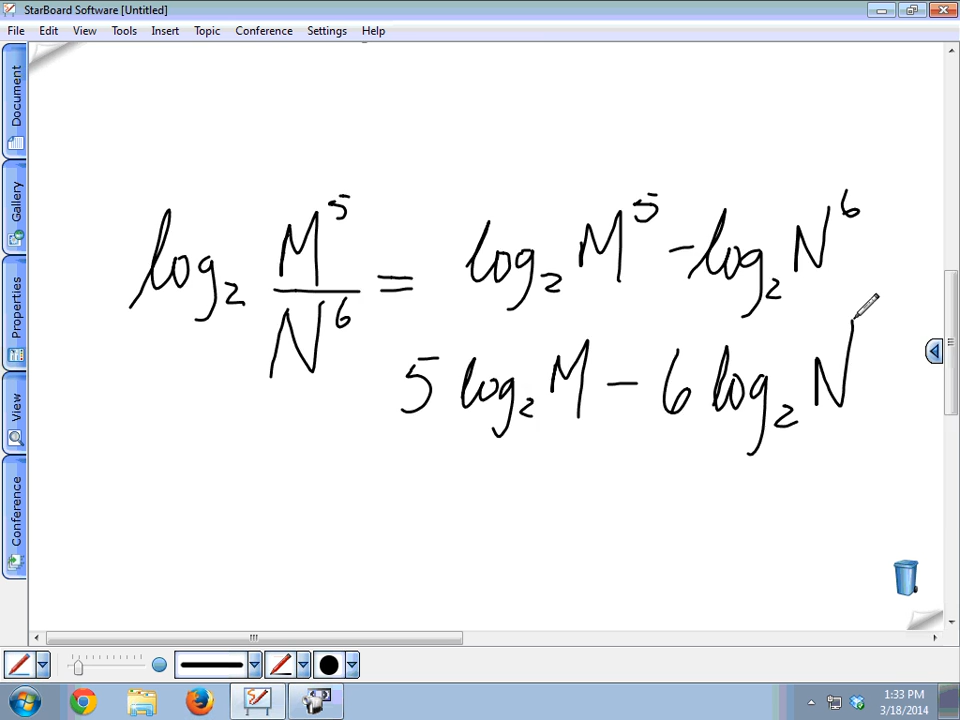 StarBoard Software [Untitled]
File Edit View Tools Insert Topic Conference Settings Help
Document
Gallery
Properties
View
Conference
log₂ M⁵/N⁶ = log₂ M⁵ - log₂ N⁶
5 log₂ M - 6 log₂ N
1:33 PM
3/18/2014